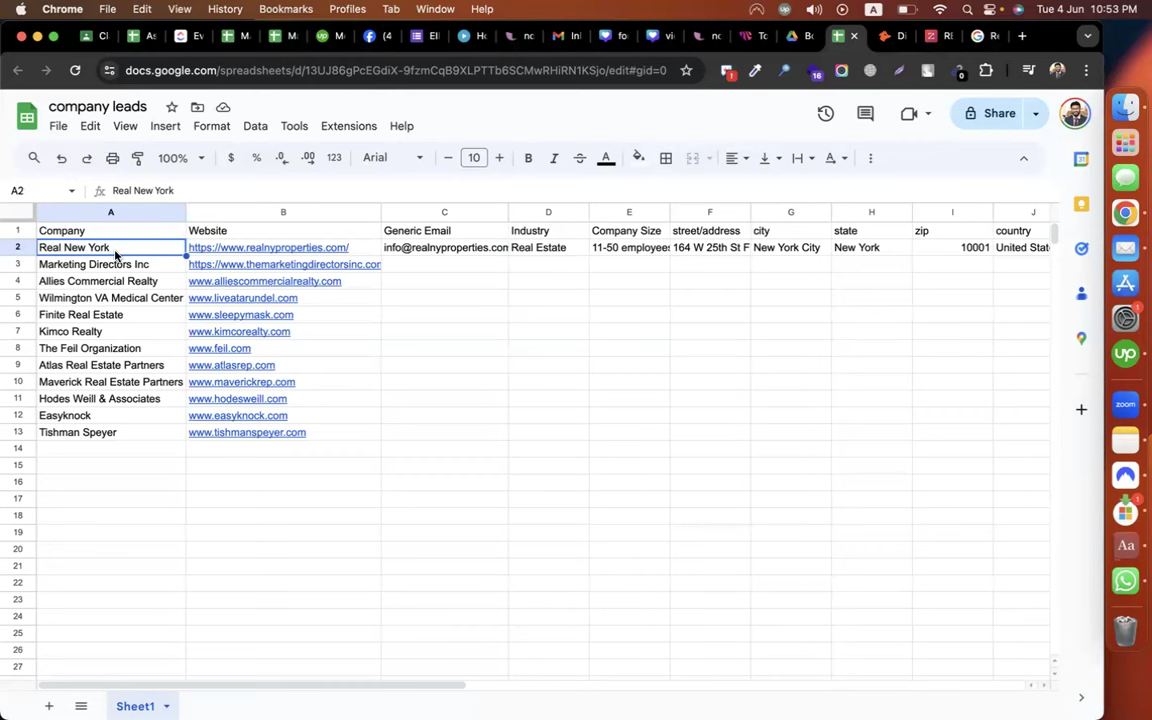 Chrome File Edit View History Bookmarks Profiles Tab Window Help A Tue 4 Jun 10:53 PM
docs.google.com/spreadsheets/d/13UJ86gPcEGdiX-9fzmCqB9XLPTTb6SCMwRHiRN1KSjo/edit#gid=0
company leads
File Edit View Insert Format Data Tools Extensions Help
Share
100% $ % .0 .00 123 Arial 10 B I A
A2 fx Real New York
A B C D E F G H I J
1 Company Website Generic Email Industry Company Size street/address city state zip country
2 Real New York https://www.realnyproperties.com/ info@realnyproperties.com Real Estate 11-50 employees 164 W 25th St F New York City New York 10001 United State
3 Marketing Directors Inc https://www.themarketingdirectorsinc.com
4 Allies Commercial Realty www.alliescommercialrealty.com
5 Wilmington VA Medical Center www.liveatarundel.com
6 Finite Real Estate www.sleepymask.com
7 Kimco Realty www.kimcorealty.com
8 The Feil Organization www.feil.com
9 Atlas Real Estate Partners www.atlasrep.com
10 Maverick Real Estate Partners www.maverickrep.com
11 Hodes Weill & Associates www.hodesweill.com
12 Easyknock www.easyknock.com
13 Tishman Speyer www.tishmanspeyer.com
14
15
16
17
18
19
20
21
22
23
24
25
26
27
Sheet1